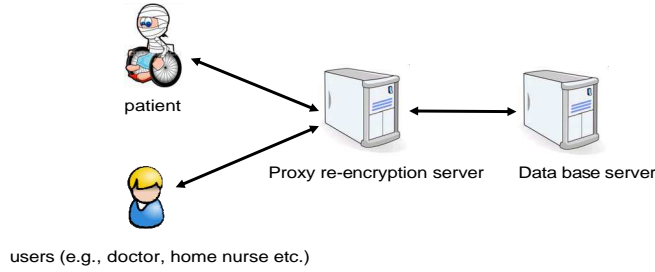 patient
Proxy re-encryption server
Data base server
users (e.g., doctor, home nurse etc.)